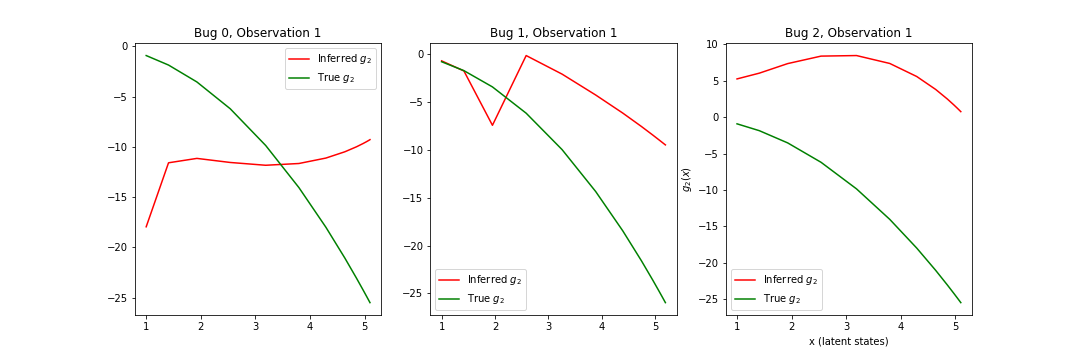 Bug 0, Observation 1
0
−5
−10
−15
−20
−25
1 2 3 4 5
Inferred g₂
True g₂
Bug 1, Observation 1
0
−5
−10
−15
−20
−25
1 2 3 4 5
Inferred g₂
True g₂
Bug 2, Observation 1
g₂(x)
10
5
0
−5
−10
−15
−20
−25
1 2 3 4 5
x (latent states)
Inferred g₂
True g₂